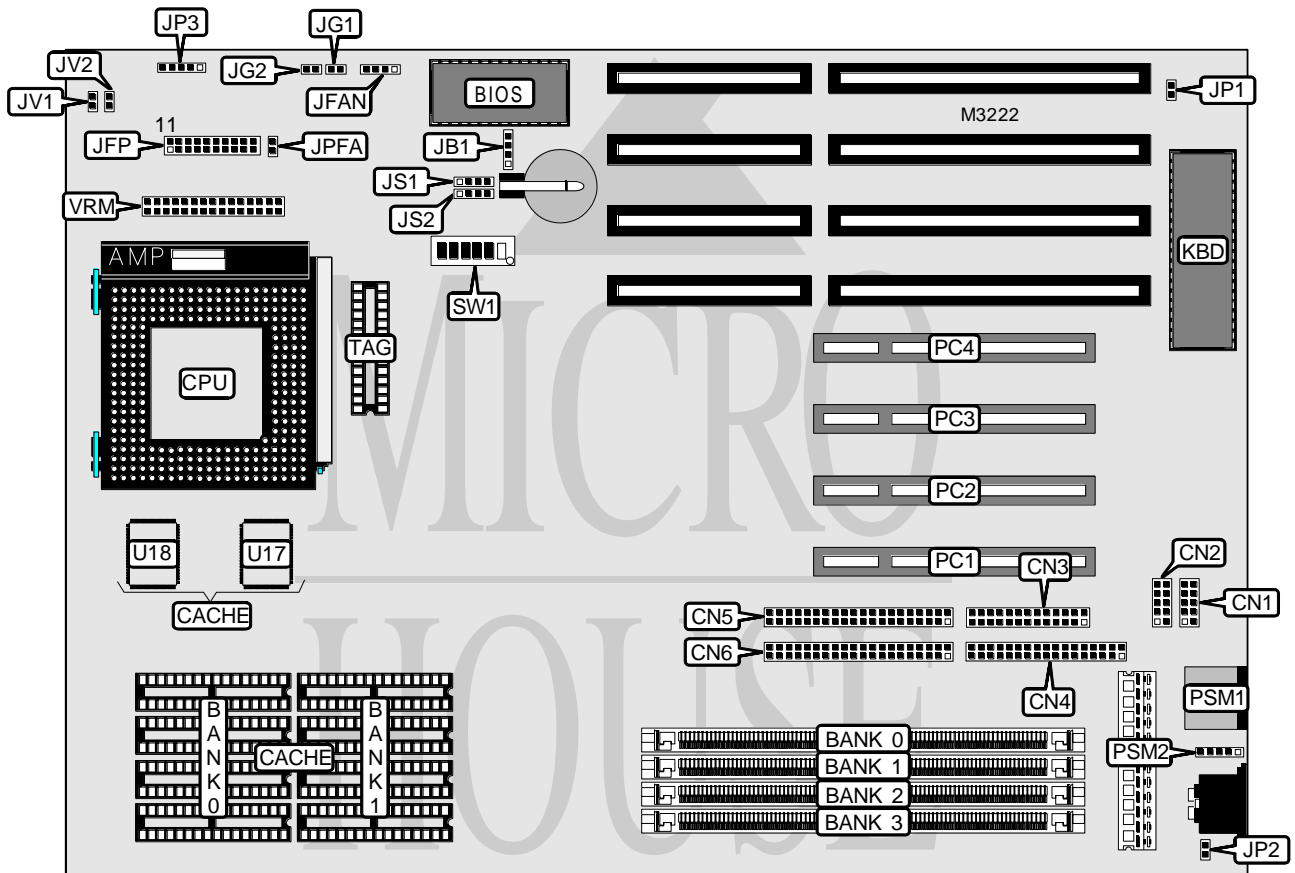 JP3
JG1
JV2
JG2
JV1
JFAN
BIOS
JP1
M3222
11
JFP
JPFA
JB1
JS1
VRM
JS2
KBD
AMP
SW1
TAG
PC4
CPU
PC3
PC2
U18
U17
PC1
CN3
CN2
CN1
CACHE
CN5
CN6
CN4
PSM1
BANK 0
BANK 1
CACHE
BANK 0
PSM2
BANK 1
BANK 2
BANK 3
JP2
MICRO
HOUSE